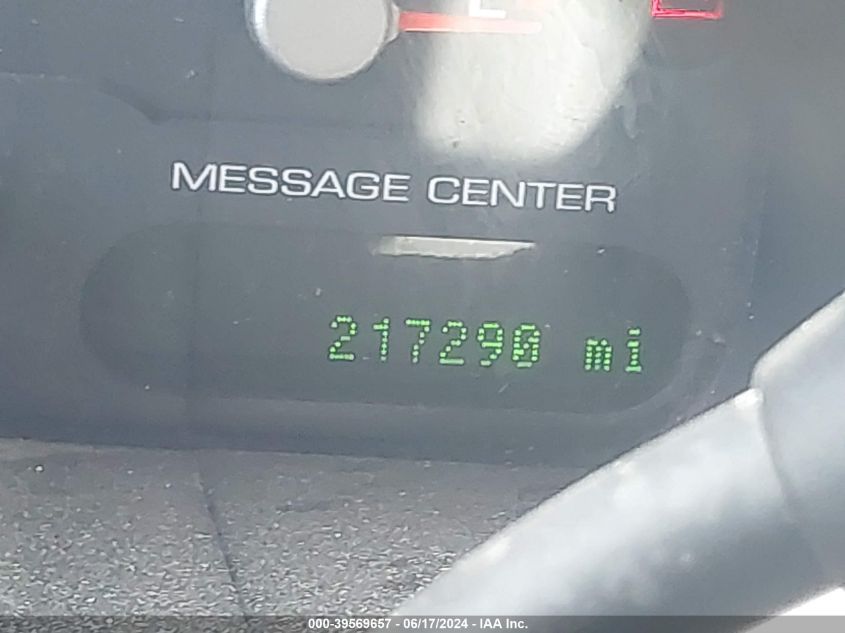 MESSAGE CENTER
217290 mi
000-39569657 - 06/17/2024 - IAA Inc.